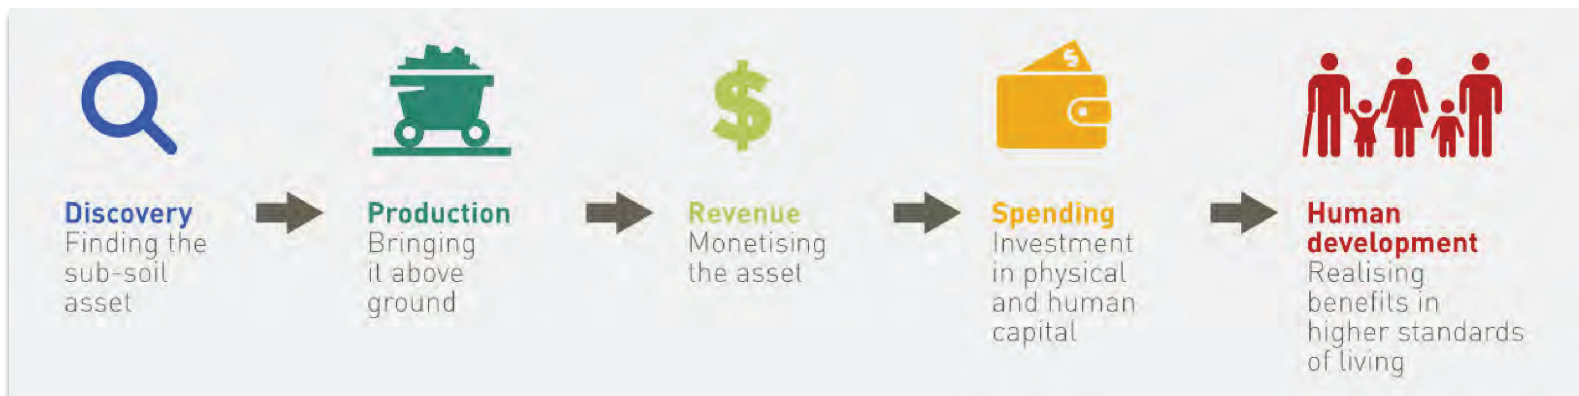 $
$
Discovery
Finding the
sub-soil
asset
Production
Bringing
it above
ground
Revenue
Monetising
the asset
Spending
Investment
in physical
and human
capital
Human
development
Realising
benefits in
higher standards
of living